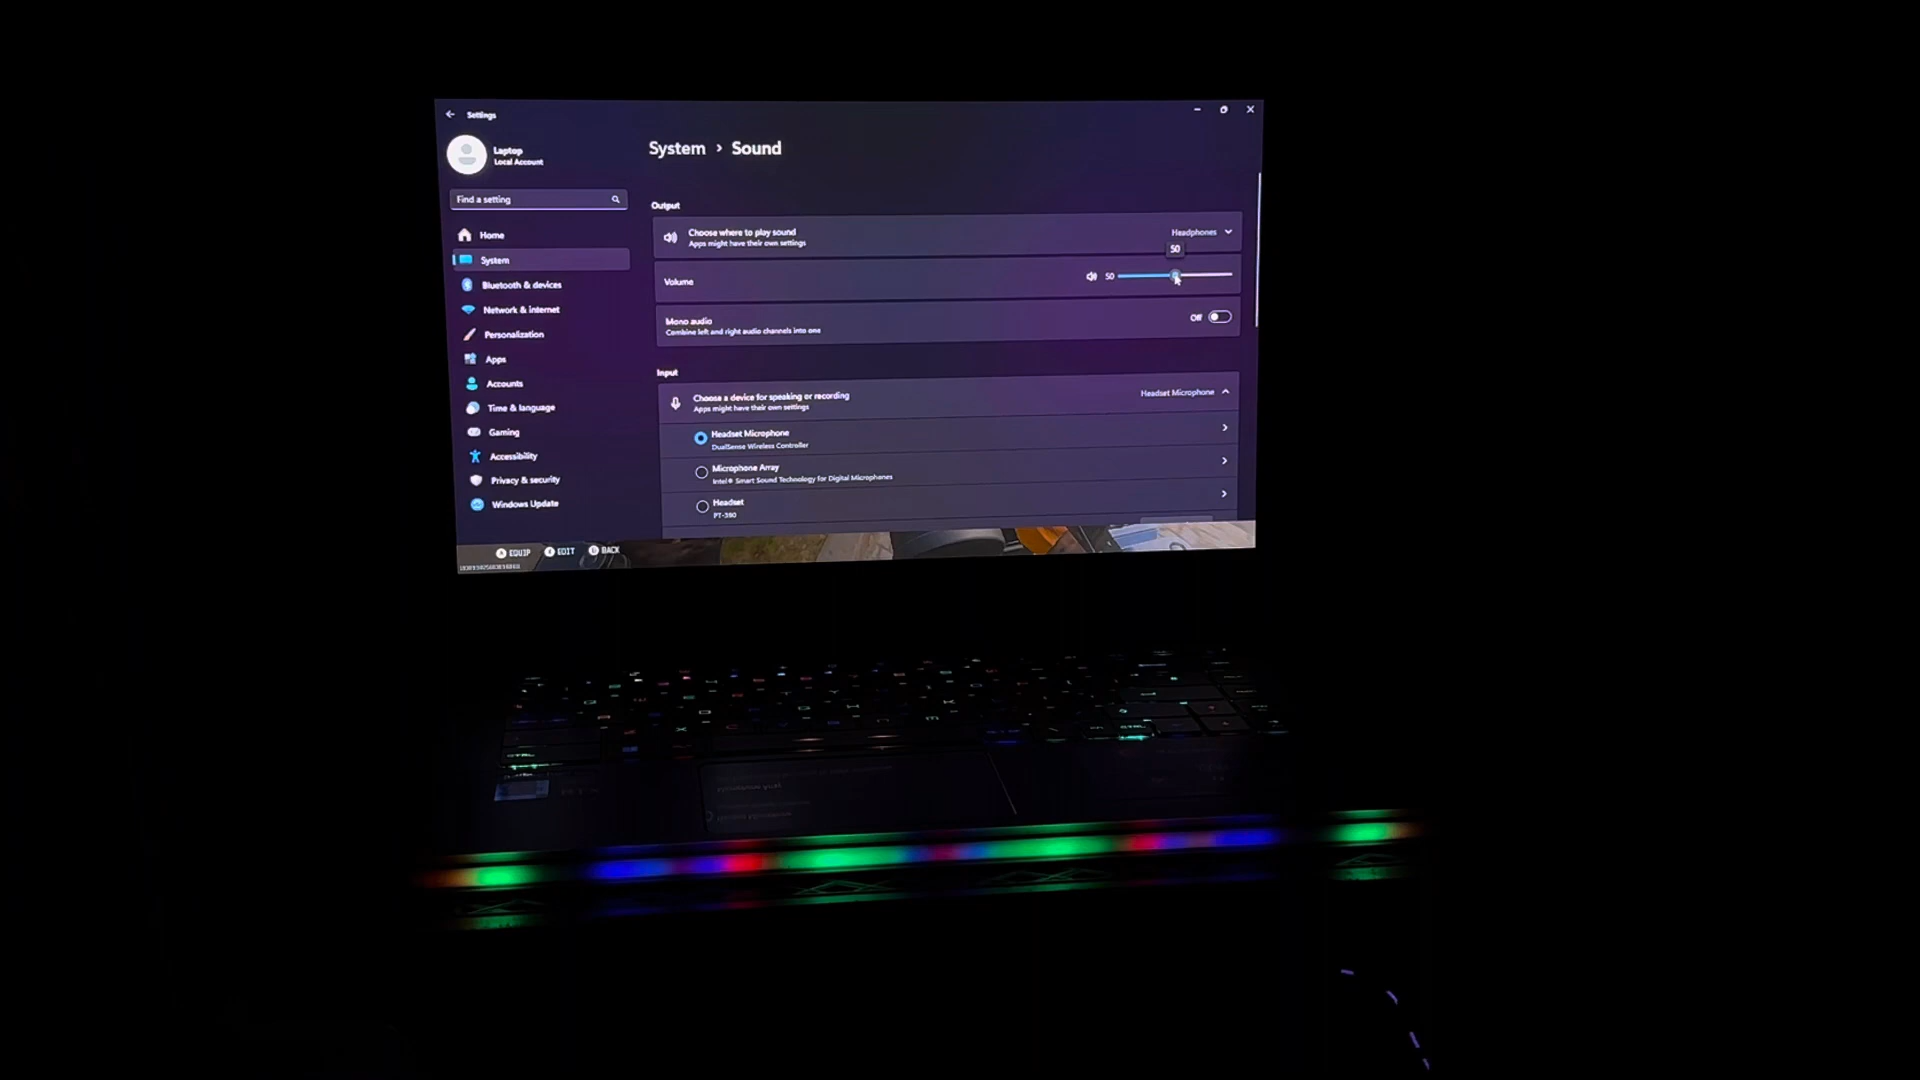 Settings
Laptop
Local Account
System > Sound
Find a setting
Output
Home
Choose where to play sound
Apps might have their own settings
Headphones
50
System
Volume
50
Bluetooth & devices
Network & internet
Mono audio
Combine left and right audio channels into one
Off
Personalization
Apps
Input
Accounts
Choose a device for speaking or recording
Apps might have their own settings
Headset Microphone
Time & language
Gaming
Headset Microphone
DualSense Wireless Controller
Accessibility
Microphone Array
Intel® Smart Sound Technology for Digital Microphones
Privacy & security
Windows Update
Headset
EQUIP
EDIT
BACK
CTRL
CTRL